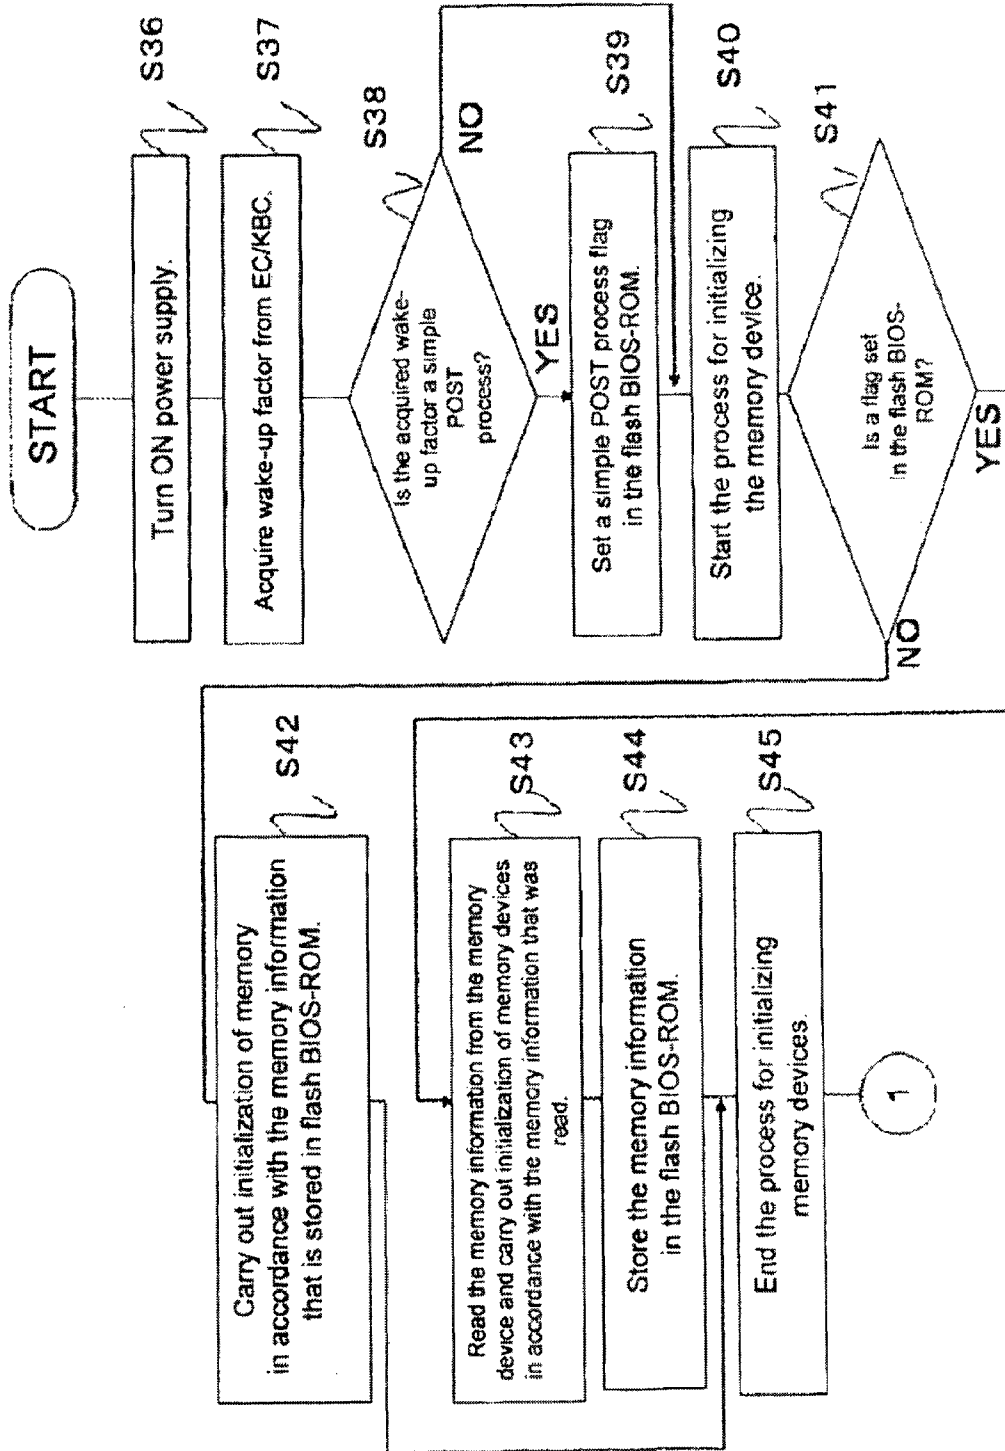 START
Turn ON power supply.
S36
Acquire wake-up factor from EC/KBC.
S37
Is the acquired wake-
up factor a simple
POST
process?
S38
NO
YES
Set a simple POST process flag
in the flash BIOS-ROM.
S39
Start the process for initializing
the memory device.
S40
Is a flag set
In the flash BIOS-
ROM?
S41
NO
YES
Carry out initialization of memory
in accordance with the memory information
that is stored in flash BIOS-ROM.
S42
Read the memory information from the memory
device and carry out initialization of memory devices
in accordance with the memory information that was
read.
S43
Store the memory information
in the flash BIOS-ROM.
S44
End the process for initializing
memory devices.
S45
1